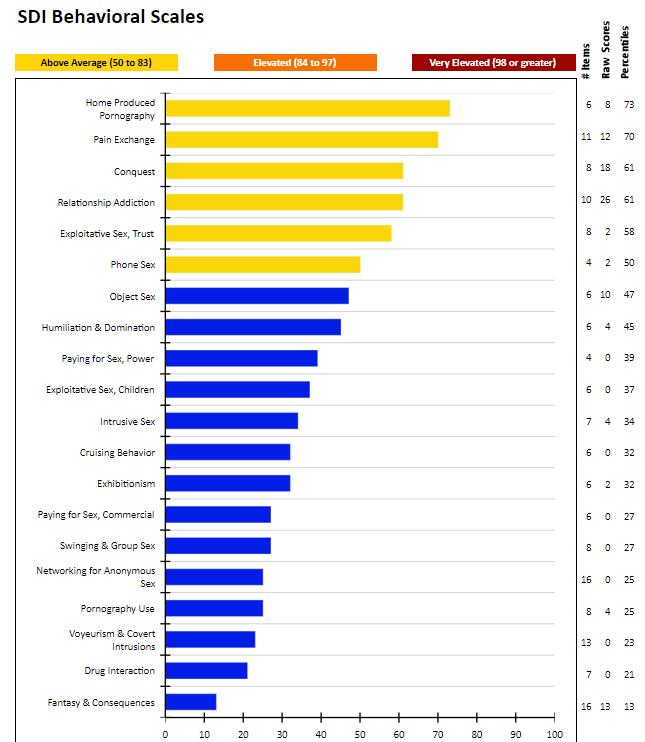 SDI Behavioral Scales
Above Average (50 to 83)
Elevated (84 to 97)
Very Elevated (98 or greater)
# Items
Raw Scores
Percentiles
Home Produced
Pornography
6 8 73
Pain Exchange
11 12 70
Conquest
8 18 61
Relationship Addiction
10 26 61
Exploitative Sex, Trust
8 2 58
Phone Sex
4 2 50
Object Sex
6 10 47
Humiliation & Domination
6 4 45
Paying for Sex, Power
4 0 39
Exploitative Sex, Children
6 0 37
Intrusive Sex
7 4 34
Cruising Behavior
6 0 32
Exhibitionism
6 2 32
Paying for Sex, Commercial
6 0 27
Swinging & Group Sex
8 0 27
Networking for Anonymous
Sex
16 0 25
Pornography Use
8 4 25
Voyeurism & Covert
Intrusions
13 0 23
Drug Interaction
7 0 21
Fantasy & Consequences
16 13 13
0 10 20 30 40 50 60 70 80 90 100